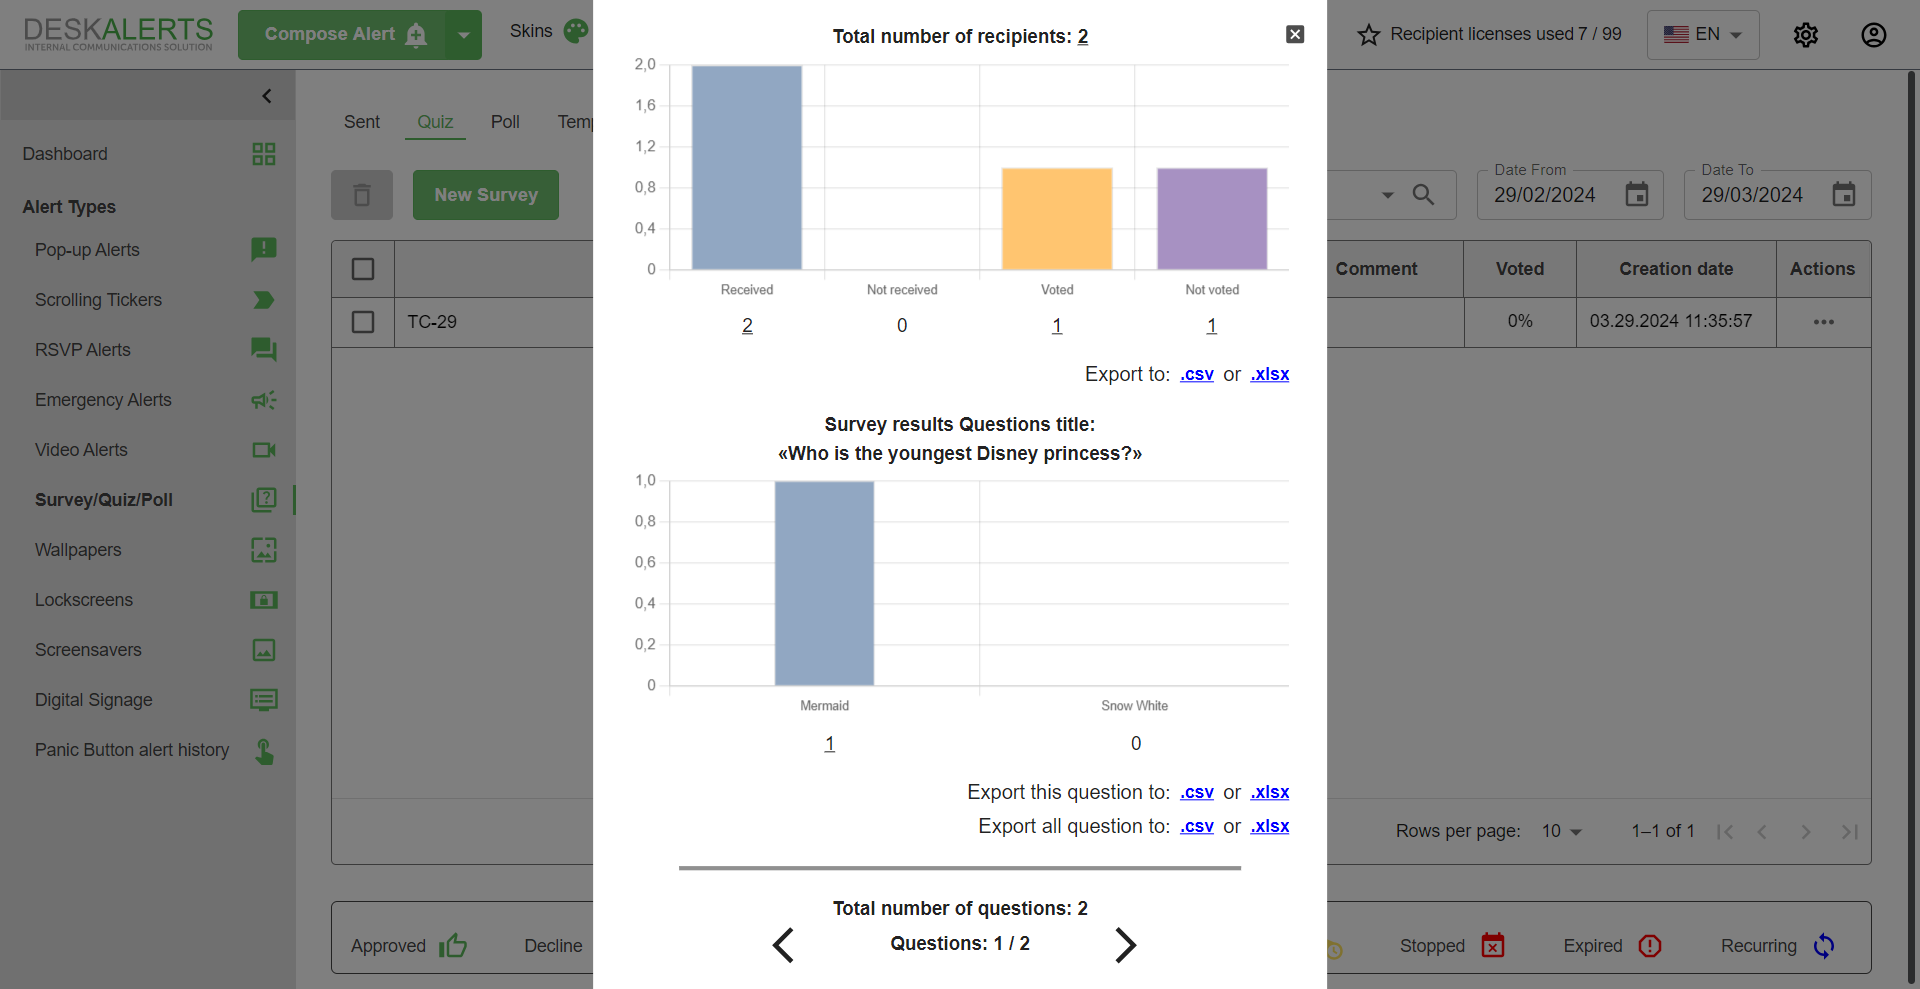 DESKALERTS
INTERNAL COMMUNICATIONS SOLUTION
Compose Alert
Skins
Recipient licenses used 7 / 99
EN
Dashboard
Alert Types
Pop-up Alerts
Scrolling Tickers
RSVP Alerts
Emergency Alerts
Video Alerts
Survey/Quiz/Poll
Wallpapers
Lockscreens
Screensavers
Digital Signage
Panic Button alert history
Sent Quiz Poll Temp
New Survey
Date From
29/02/2024
Date To
29/03/2024
Comment Voted Creation date Actions
TC-29 0% 03.29.2024 11:35:57
Rows per page: 10 1–1 of 1
Approved Decline Stopped Expired Recurring
Total number of recipients: 2
2,0
1,6
1,2
0,8
0,4
0
Received Not received Voted Not voted
2 0 1 1
Export to: .csv or .xlsx
Survey results Questions title:
«Who is the youngest Disney princess?»
1,0
0,8
0,6
0,4
0,2
0
Mermaid Snow White
1 0
Export this question to: .csv or .xlsx
Export all question to: .csv or .xlsx
Total number of questions: 2
Questions: 1 / 2